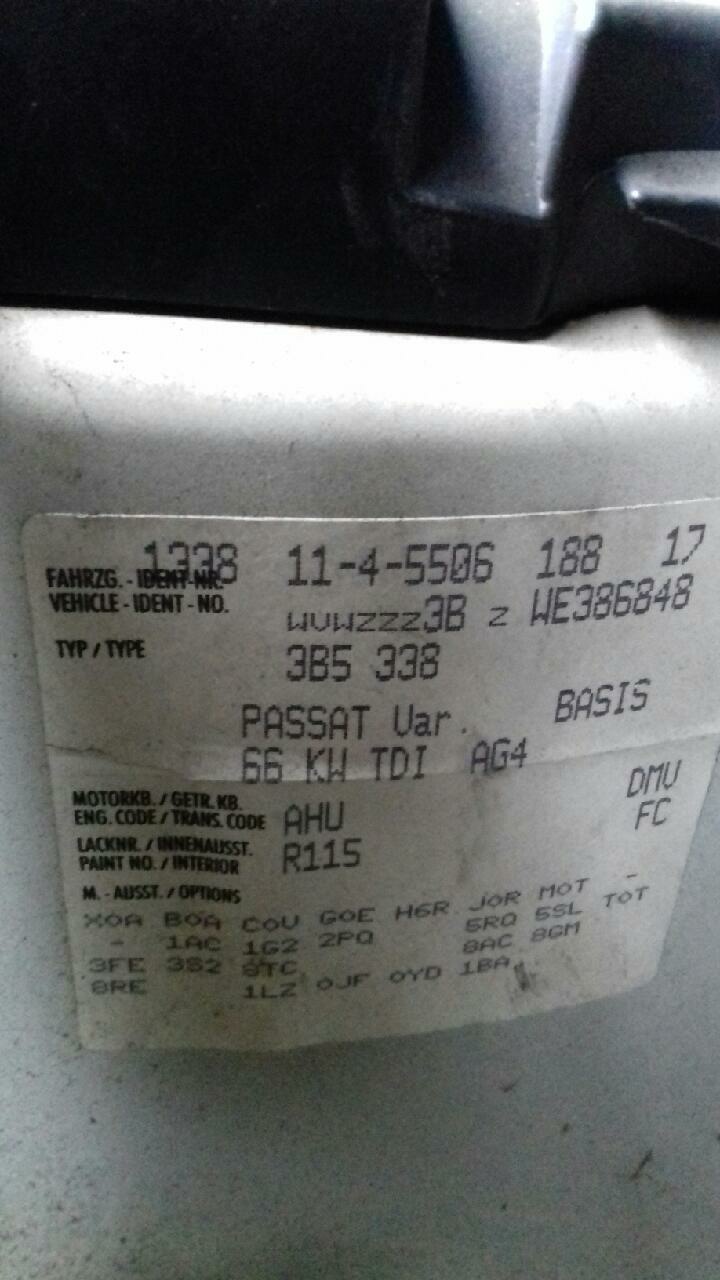 1338 11-4-5506 188 17
FAHRZG. - IDENT-NR.
VEHICLE - IDENT - NO. WVWZZZ3B Z WE386848
TYP / TYPE 3B5 338
PASSAT Var. BASIS
66 KW TDI AG4
MOTORKB. / GETR. KB. DMU
ENG. CODE / TRANS. CODE AHU FC
LACKNR. / INNENAUSST.
PAINT NO. / INTERIOR R115
M. - AUSST. / OPTIONS
X0A B0A C0U G0E H6R J0R M0T -
- 1AC 1G2 2PQ 5RQ 5SL T0T
3FE 3S2 8TC 8AC 8GM
8RE 1LZ 0JF 0YD 1BA